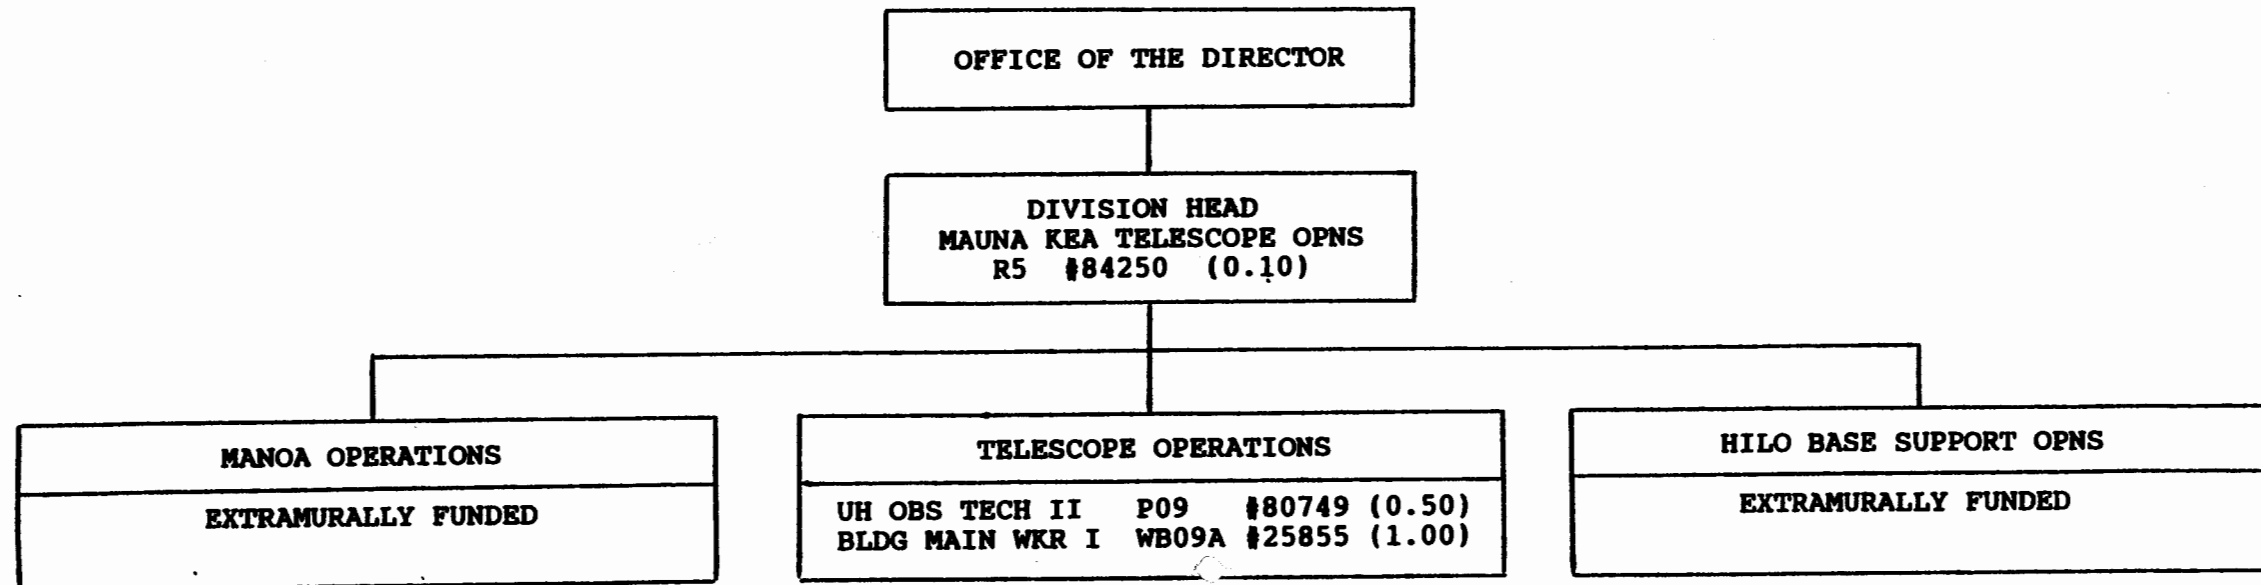 OFFICE OF THE DIRECTOR
DIVISION HEAD
MAUNA KEA TELESCOPE OPNS
R5 #84250 (0.10)
MANOA OPERATIONS
EXTRAMURALLY FUNDED
TELESCOPE OPERATIONS
UH OBS TECH II P09 #80749 (0.50)
BLDG MAIN WKR I WB09A #25855 (1.00)
HILO BASE SUPPORT OPNS
EXTRAMURALLY FUNDED